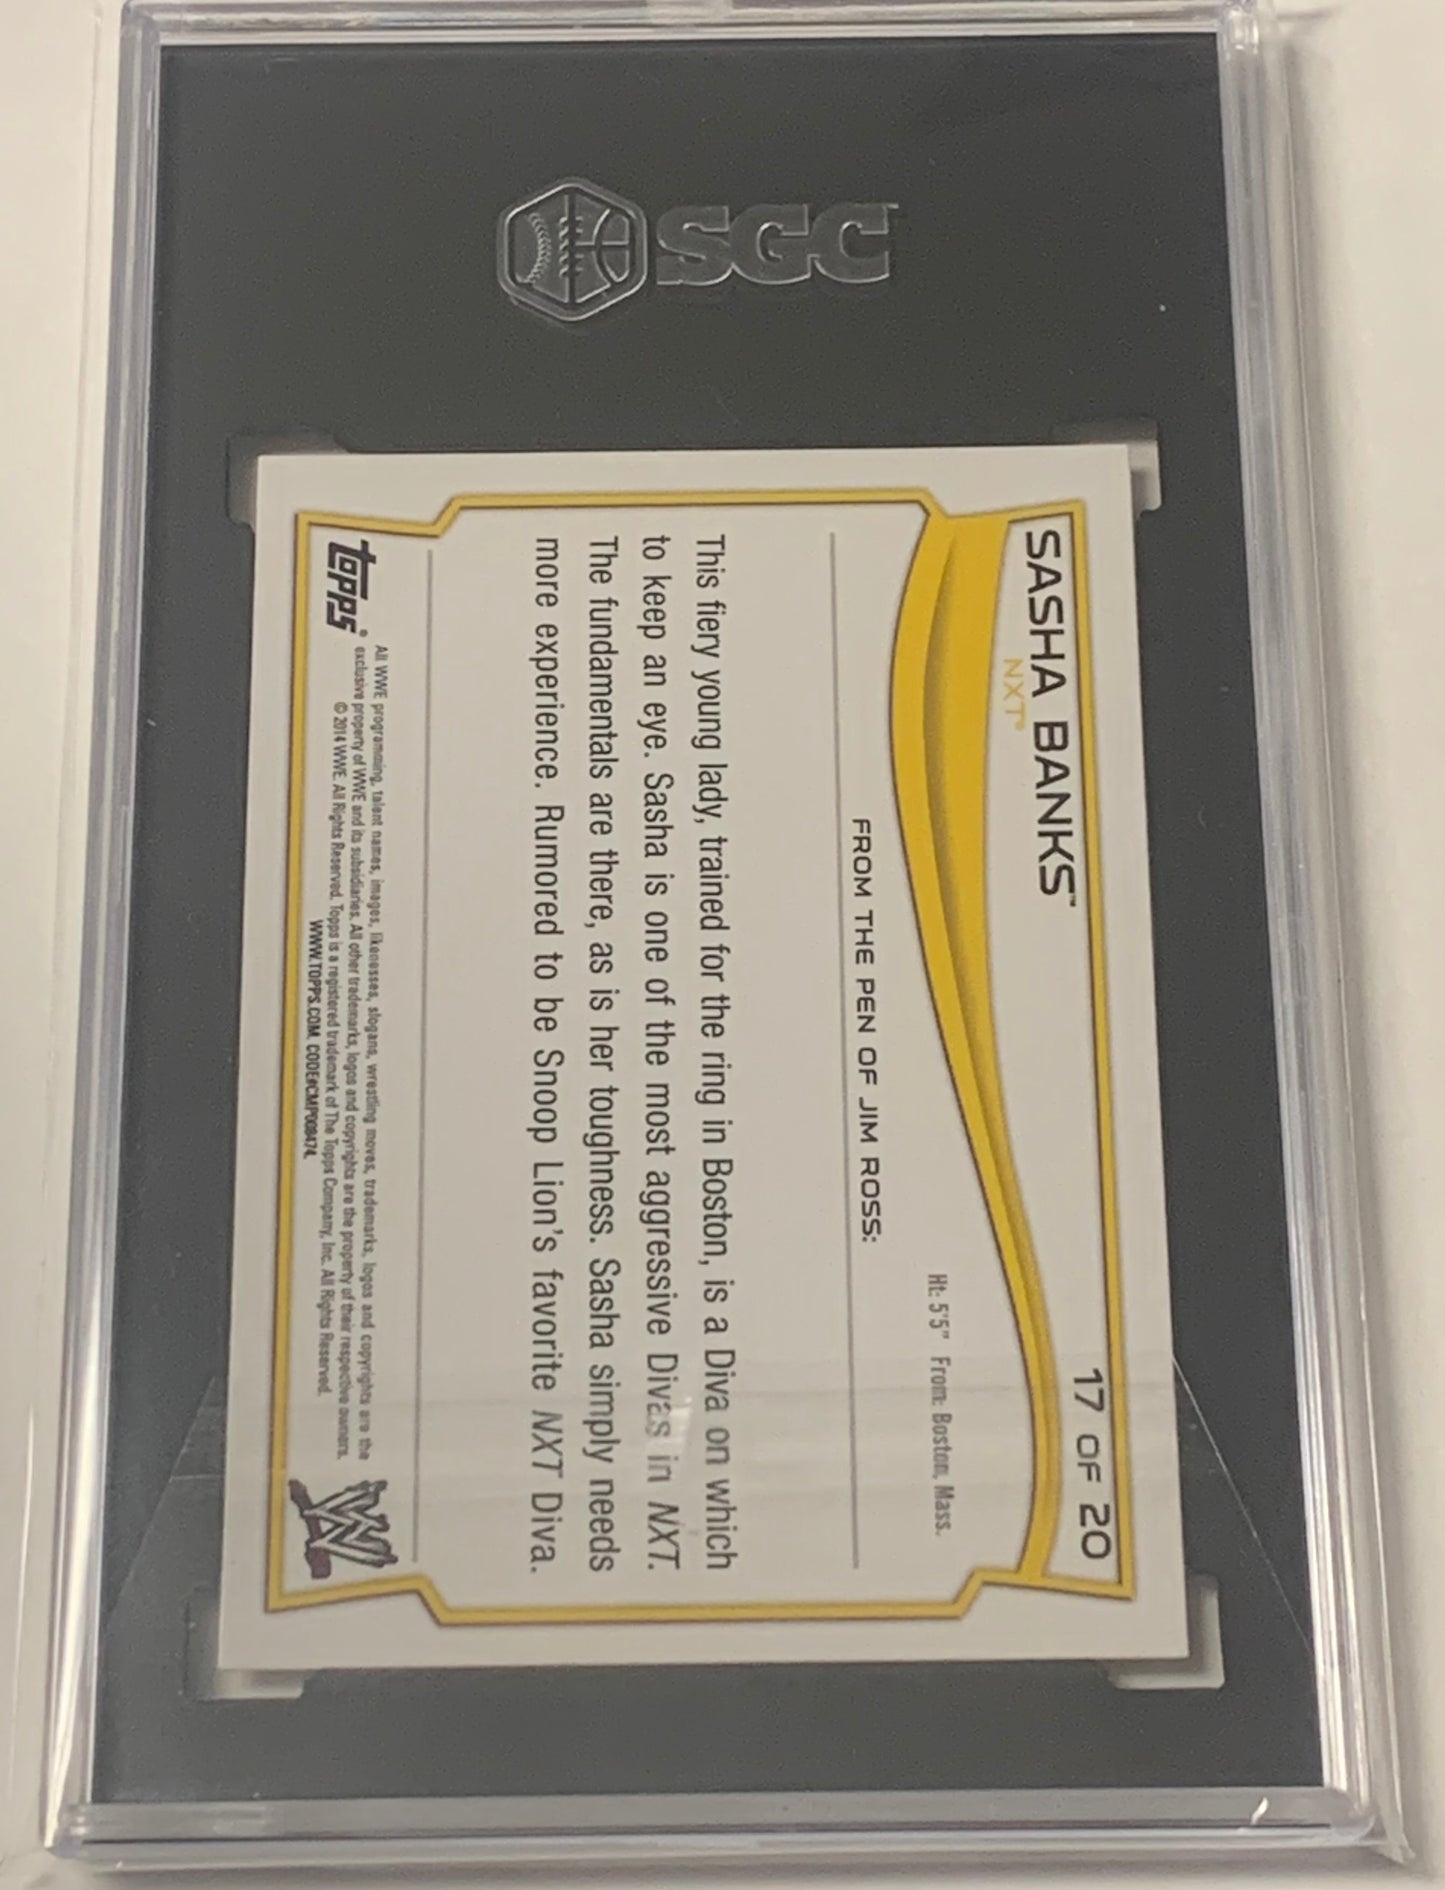 SGC
SASHA BANKS™
17 OF 20
NXT®
Ht: 5'5" From: Boston, Mass.
FROM THE PEN OF JIM ROSS:
This fiery young lady, trained for the ring in Boston, is a Diva on which
to keep an eye. Sasha is one of the most aggressive Divas in NXT.
The fundamentals are there, as is her toughness. Sasha simply needs
more experience. Rumored to be Snoop Lion's favorite NXT Diva.
topps®
All WWE programming, talent names, images, likenesses, slogans, wrestling moves, trademarks, logos and copyrights are the
exclusive property of WWE and its subsidiaries. All other trademarks, logos and copyrights are the property of their respective owners.
© 2014 WWE. All Rights Reserved. Topps is a registered trademark of The Topps Company, Inc. All Rights Reserved.
WWW.TOPPS.COM. CODE#CMP00847A.
W